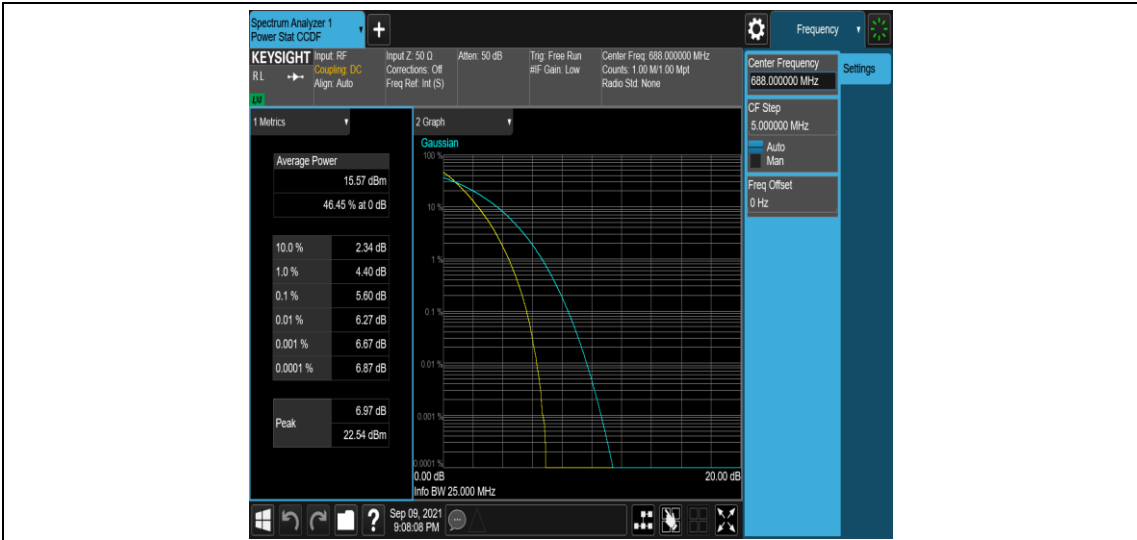 Spectrum Analyzer 1
Power Stat CCDF
+
Frequency
KEYSIGHT
R L
LXI
Input: RF
Coupling: DC
Align: Auto
Input Z: 50 Ω
Corrections: Off
Freq Ref: Int (S)
Atten: 50 dB
Trig: Free Run
#IF Gain: Low
Center Freq: 688.000000 MHz
Counts: 1.00 M/1.00 Mpt
Radio Std: None
Center Frequency
688.000000 MHz
Settings
CF Step
5.000000 MHz
Auto
Man
Freq Offset
0 Hz
1 Metrics
Average Power
15.57 dBm
46.45 % at 0 dB
10.0 % 2.34 dB
1.0 % 4.40 dB
0.1 % 5.60 dB
0.01 % 6.27 dB
0.001 % 6.67 dB
0.0001 % 6.87 dB
Peak
6.97 dB
22.54 dBm
2 Graph
Gaussian
100 %
10 %
1 %
0.1 %
0.01 %
0.001 %
0.0001 %
0.00 dB 20.00 dB
Info BW 25.000 MHz
?
Sep 09, 2021
9:08:08 PM